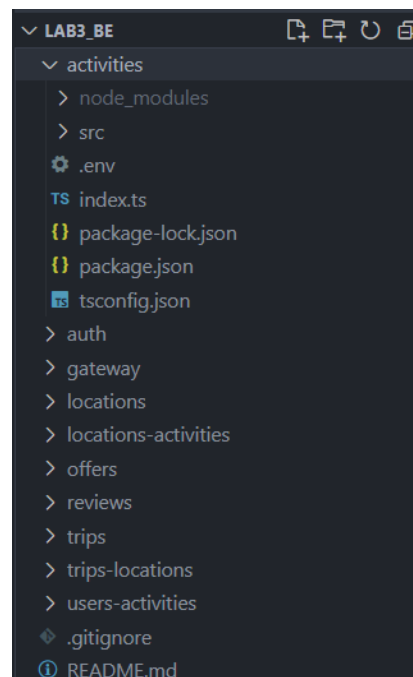 LAB3_BE
activities
node_modules
src
.env
TS index.ts
{} package-lock.json
{} package.json
TS tsconfig.json
auth
gateway
locations
locations-activities
offers
reviews
trips
trips-locations
users-activities
.gitignore
README.md